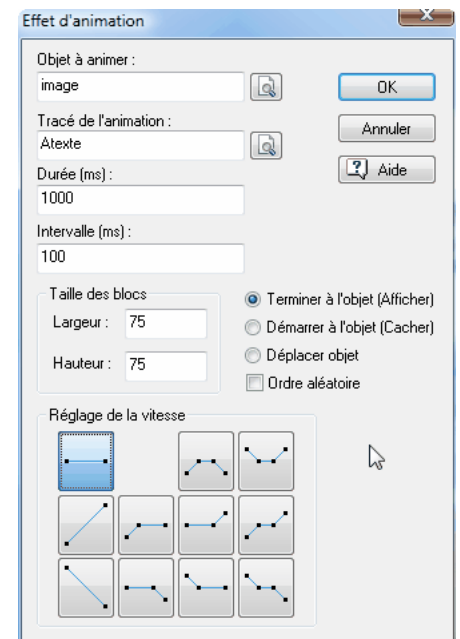 Effet d'animation
Objet à animer :
image
OK
Tracé de l'animation :
Atexte
Annuler
Aide
Durée (ms) :
1000
Intervalle (ms) :
100
Taille des blocs
Largeur : 75
Hauteur : 75
Terminer à l'objet (Afficher)
Démarrer à l'objet (Cacher)
Déplacer objet
Ordre aléatoire
Réglage de la vitesse